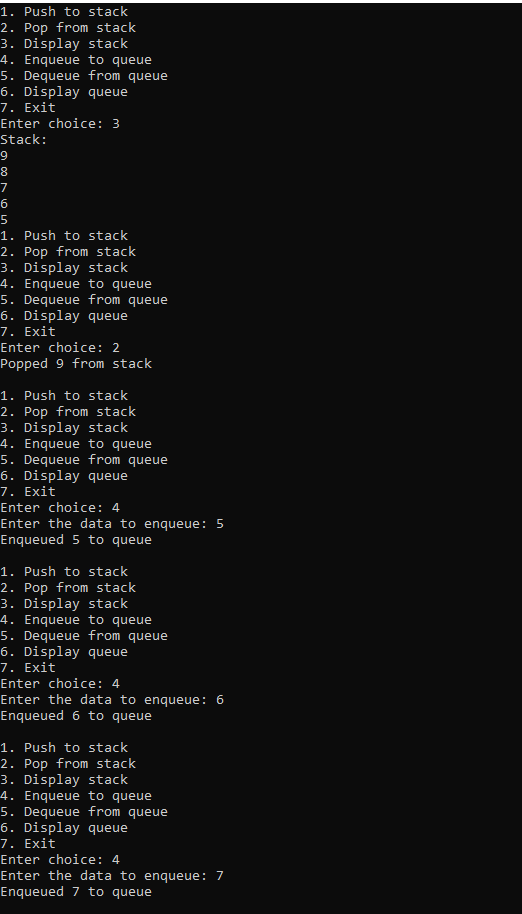 1. Push to stack
2. Pop from stack
3. Display stack
4. Enqueue to queue
5. Dequeue from queue
6. Display queue
7. Exit
Enter choice: 3
Stack:
9
8
7
6
5
1. Push to stack
2. Pop from stack
3. Display stack
4. Enqueue to queue
5. Dequeue from queue
6. Display queue
7. Exit
Enter choice: 2
Popped 9 from stack
1. Push to stack
2. Pop from stack
3. Display stack
4. Enqueue to queue
5. Dequeue from queue
6. Display queue
7. Exit
Enter choice: 4
Enter the data to enqueue: 5
Enqueued 5 to queue
1. Push to stack
2. Pop from stack
3. Display stack
4. Enqueue to queue
5. Dequeue from queue
6. Display queue
7. Exit
Enter choice: 4
Enter the data to enqueue: 6
Enqueued 6 to queue
1. Push to stack
2. Pop from stack
3. Display stack
4. Enqueue to queue
5. Dequeue from queue
6. Display queue
7. Exit
Enter choice: 4
Enter the data to enqueue: 7
Enqueued 7 to queue